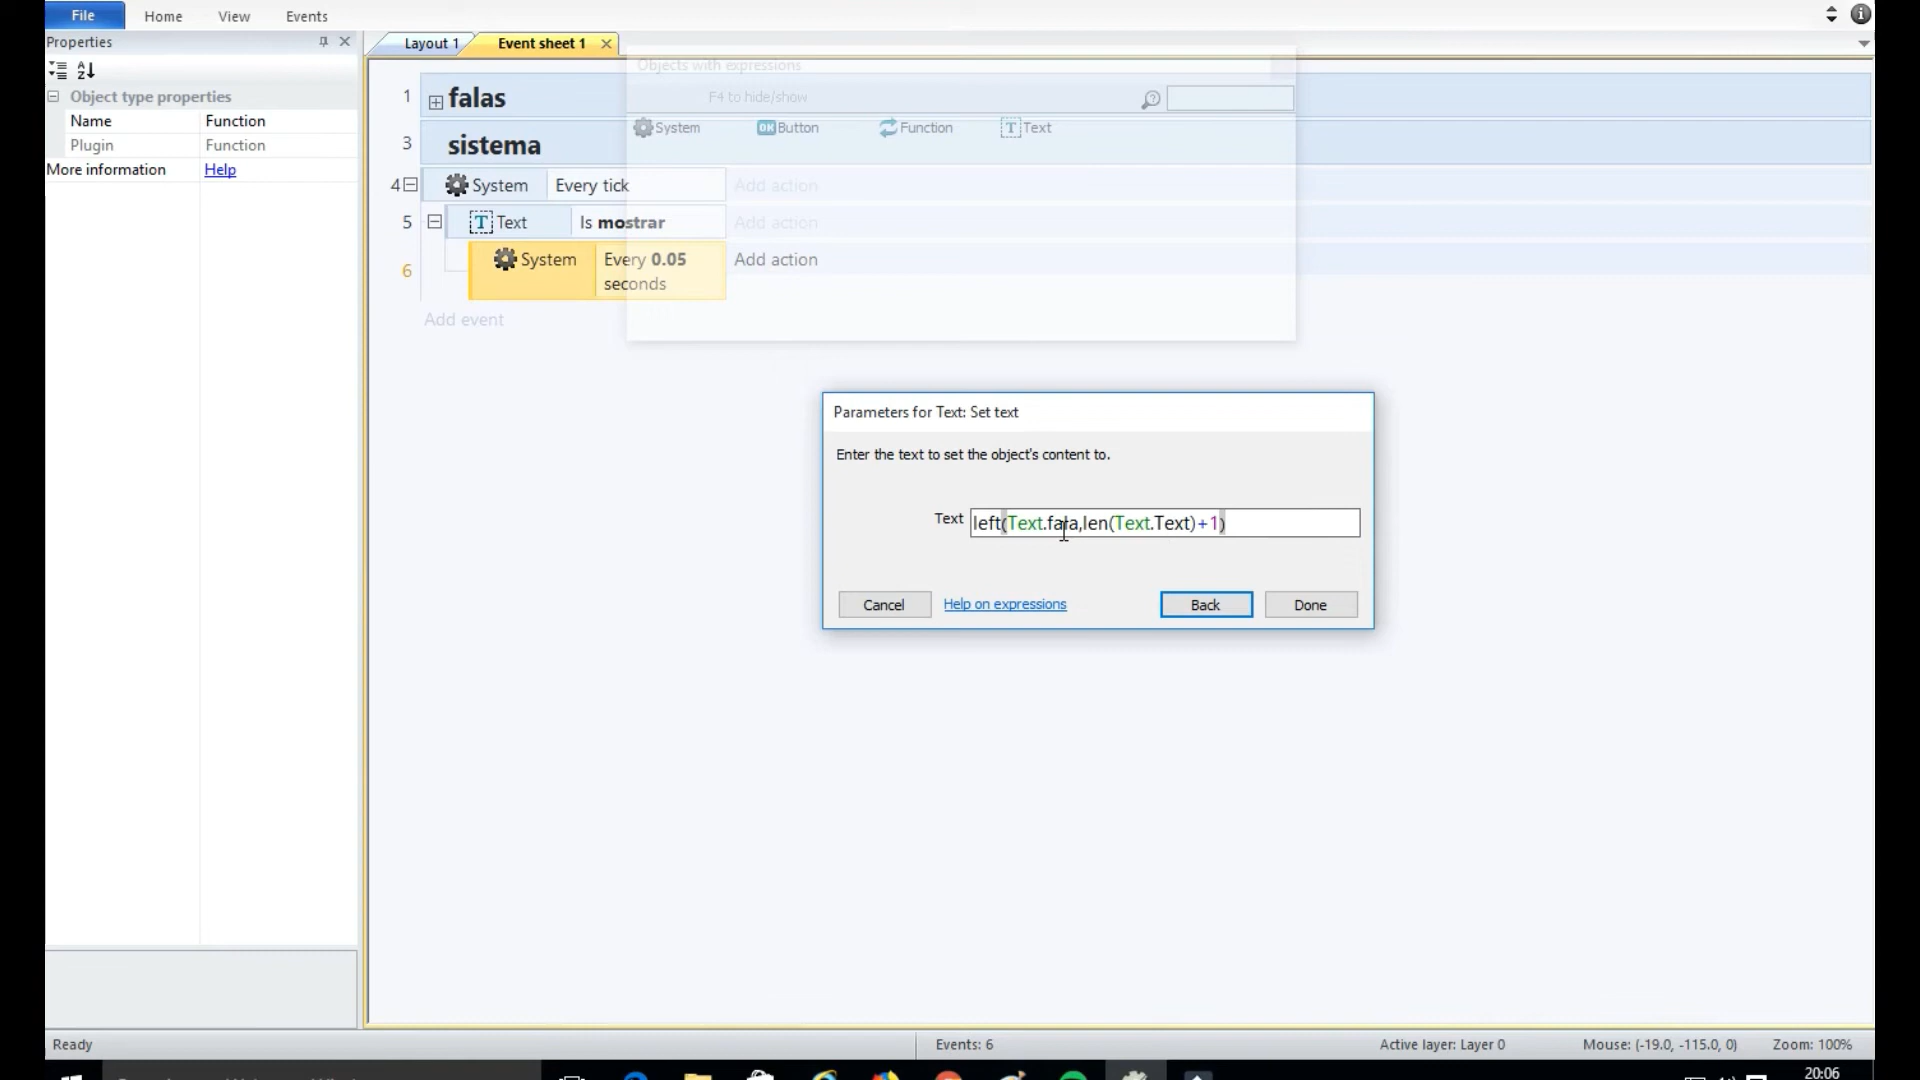 File Home View Events
Properties
Layout 1 Event sheet 1
Objects with expressions
Object type properties
1 falas F4 to hide/show
Name Function
System Button Function Text
Plugin Function
3 sistema
More information Help
4 System Every tick Add action
5 Text Is mostrar Add action
6 System Every 0.05 seconds Add action
Add event
Parameters for Text: Set text
Enter the text to set the object's content to.
Text left(Text.fala,len(Text.Text)+1)
Cancel Help on expressions Back Done
Ready Events: 6 Active layer: Layer 0 Mouse: (-19.0, -115.0, 0) Zoom: 100%
20:06